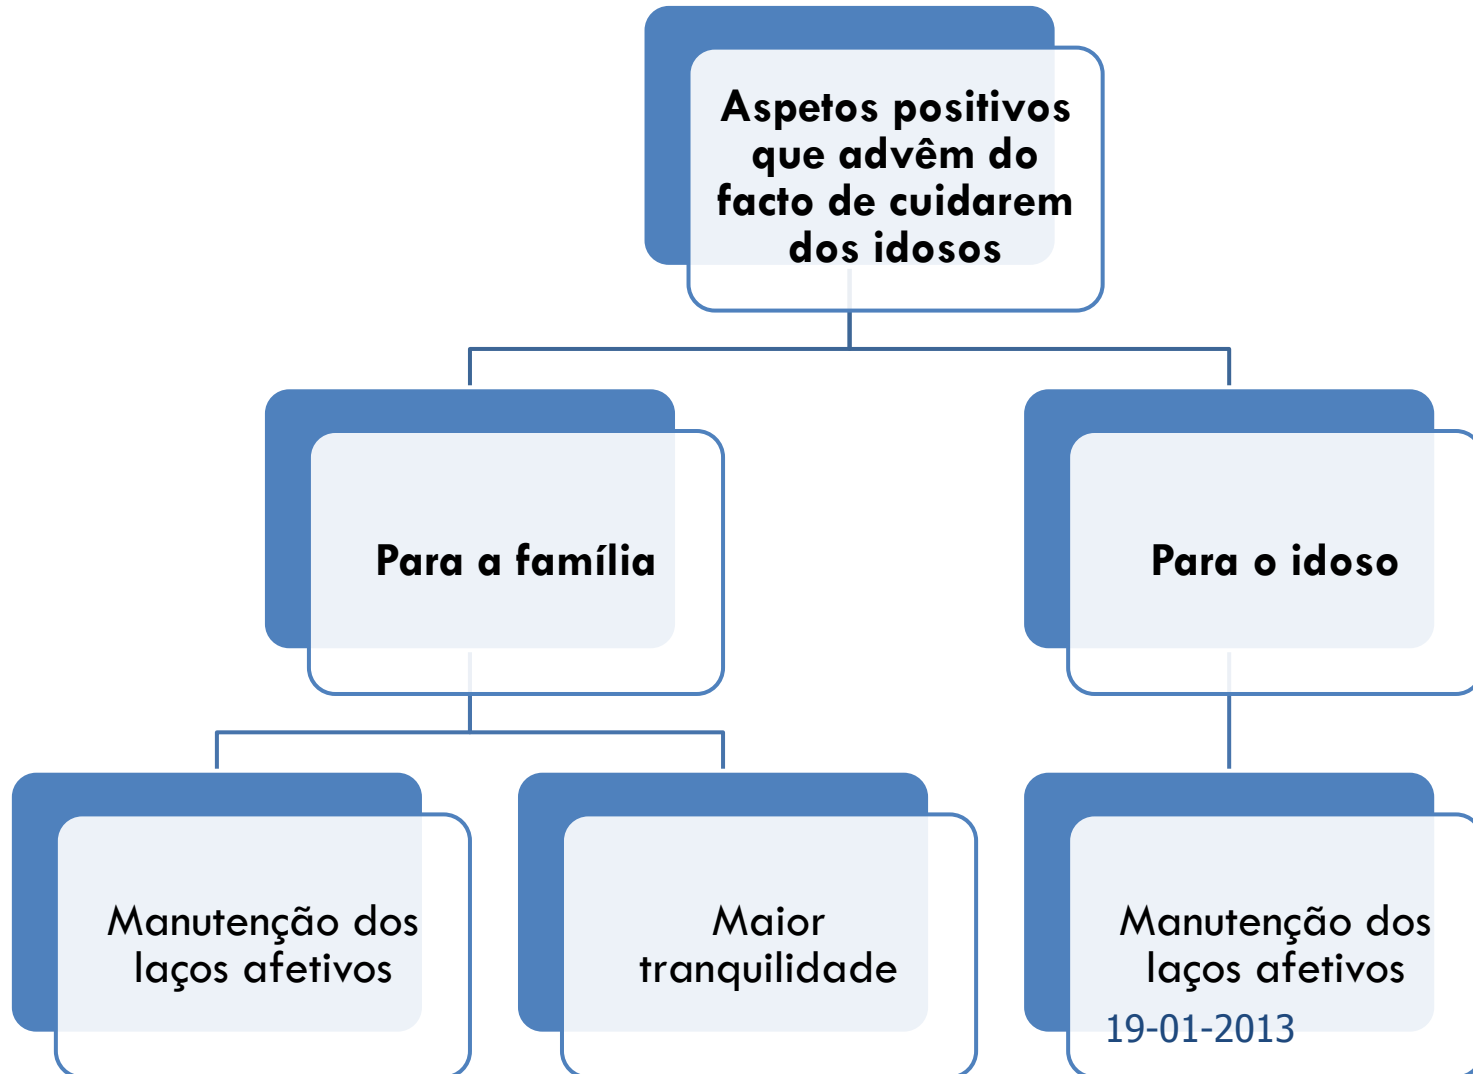 Aspetos positivos
que advêm do
facto de cuidarem
dos idosos
Para a família
Para o idoso
Manutenção dos
laços afetivos
Maior
tranquilidade
Manutenção dos
laços afetivos
19-01-2013